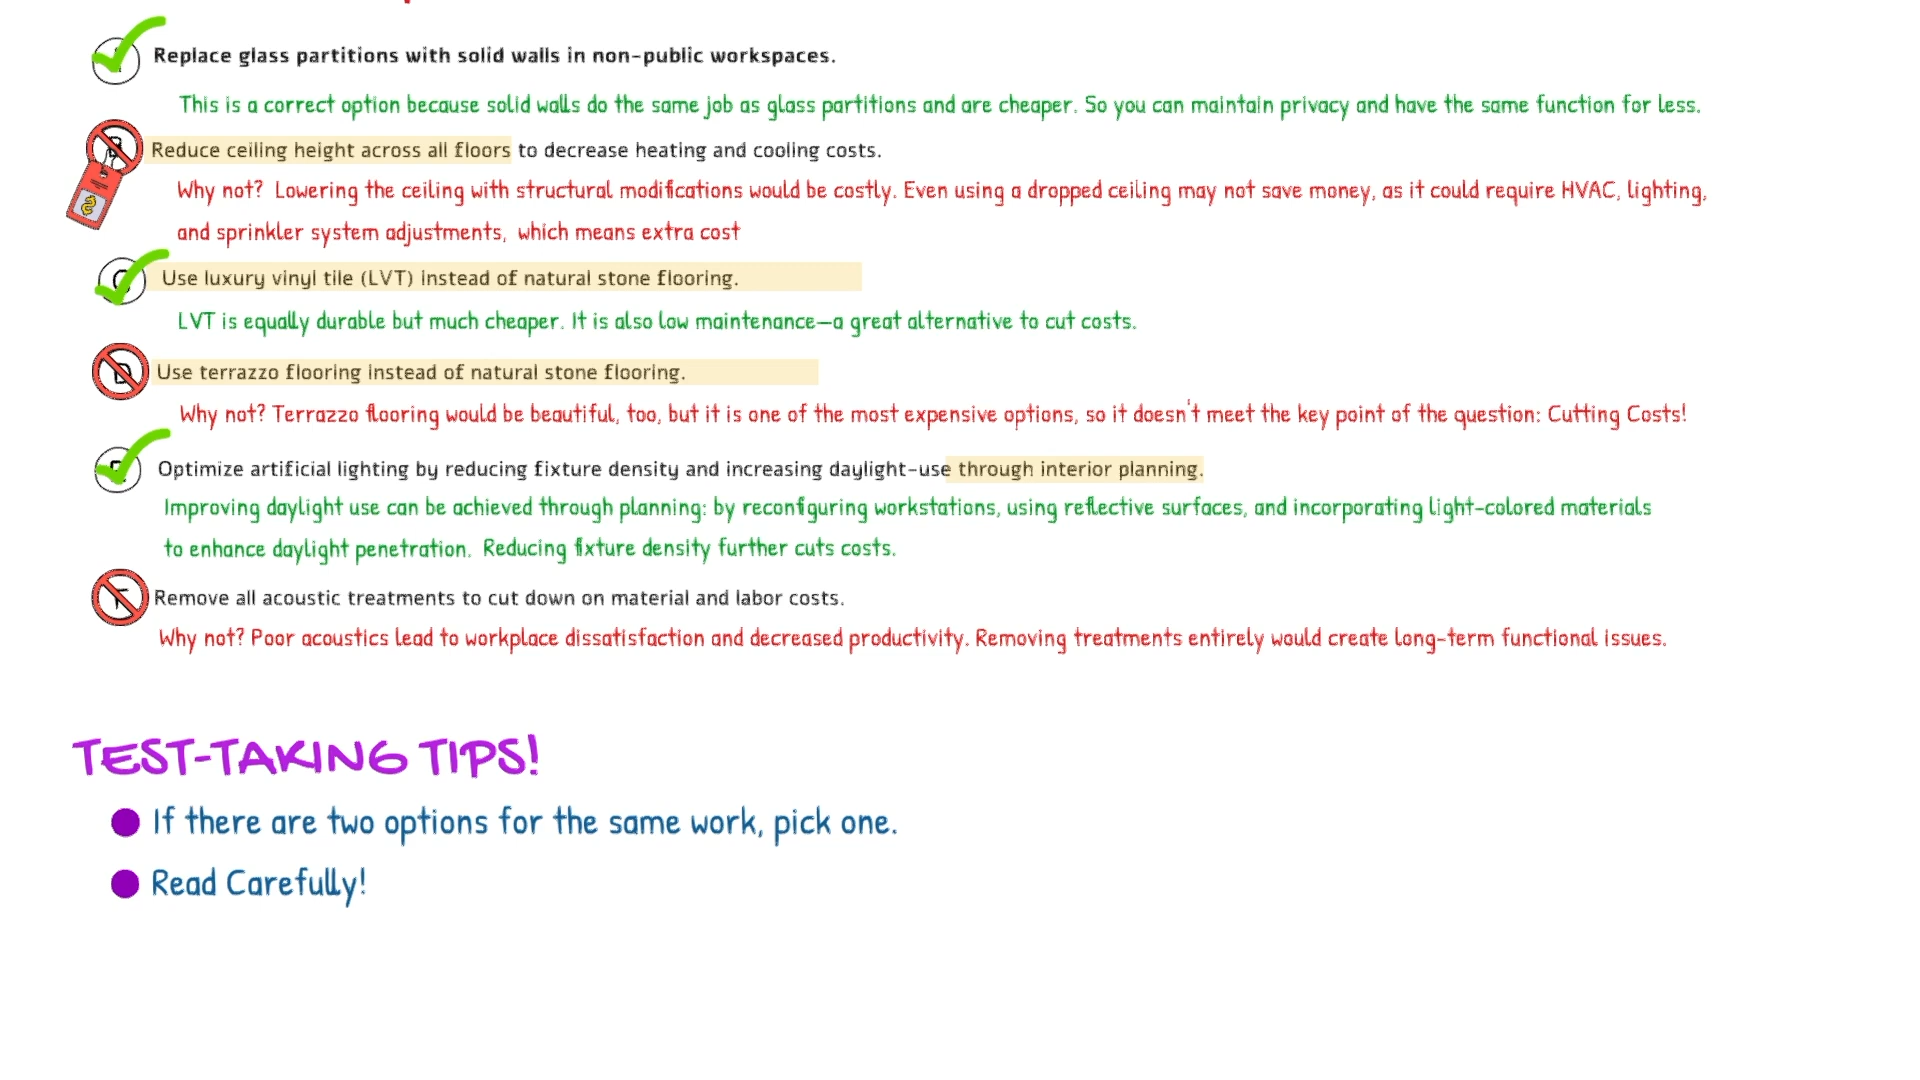 Replace glass partitions with solid walls in non-public workspaces.
This is a correct option because solid walls do the same job as glass partitions and are cheaper. So you can maintain privacy and have the same function for less.
B Reduce ceiling height across all floors to decrease heating and cooling costs.
Why not? Lowering the ceiling with structural modifications would be costly. Even using a dropped ceiling may not save money, as it could require HVAC, lighting,
and sprinkler system adjustments, which means extra cost
C Use luxury vinyl tile (LVT) instead of natural stone flooring.
LVT is equally durable but much cheaper. It is also low maintenance—a great alternative to cut costs.
D Use terrazzo flooring instead of natural stone flooring.
Why not? Terrazzo flooring would be beautiful, too, but it is one of the most expensive options, so it doesn't meet the key point of the question: Cutting Costs!
Optimize artificial lighting by reducing fixture density and increasing daylight-use through interior planning.
Improving daylight use can be achieved through planning: by reconfiguring workstations, using reflective surfaces, and incorporating light-colored materials
to enhance daylight penetration. Reducing fixture density further cuts costs.
Remove all acoustic treatments to cut down on material and labor costs.
Why not? Poor acoustics lead to workplace dissatisfaction and decreased productivity. Removing treatments entirely would create long-term functional issues.
TEST-TAKING TIPS!
If there are two options for the same work, pick one.
Read Carefully!